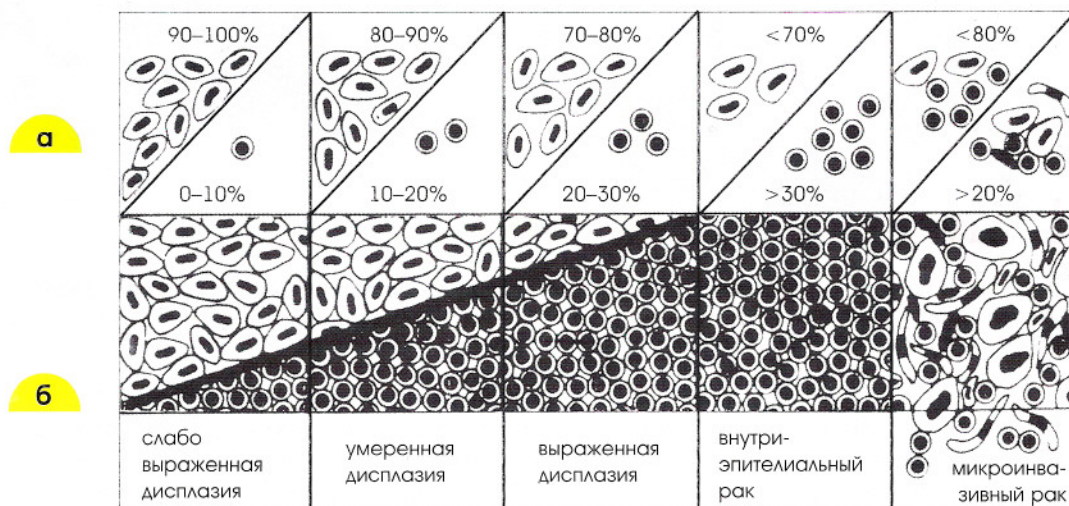 90–100%
80–90%
70–80%
<70%
<80%
а
0–10%
10–20%
20–30%
>30%
>20%
б
слабо
выраженная
дисплазия
умеренная
дисплазия
выраженная
дисплазия
внутри-
эпителиальный
рак
микроинва-
зивный рак